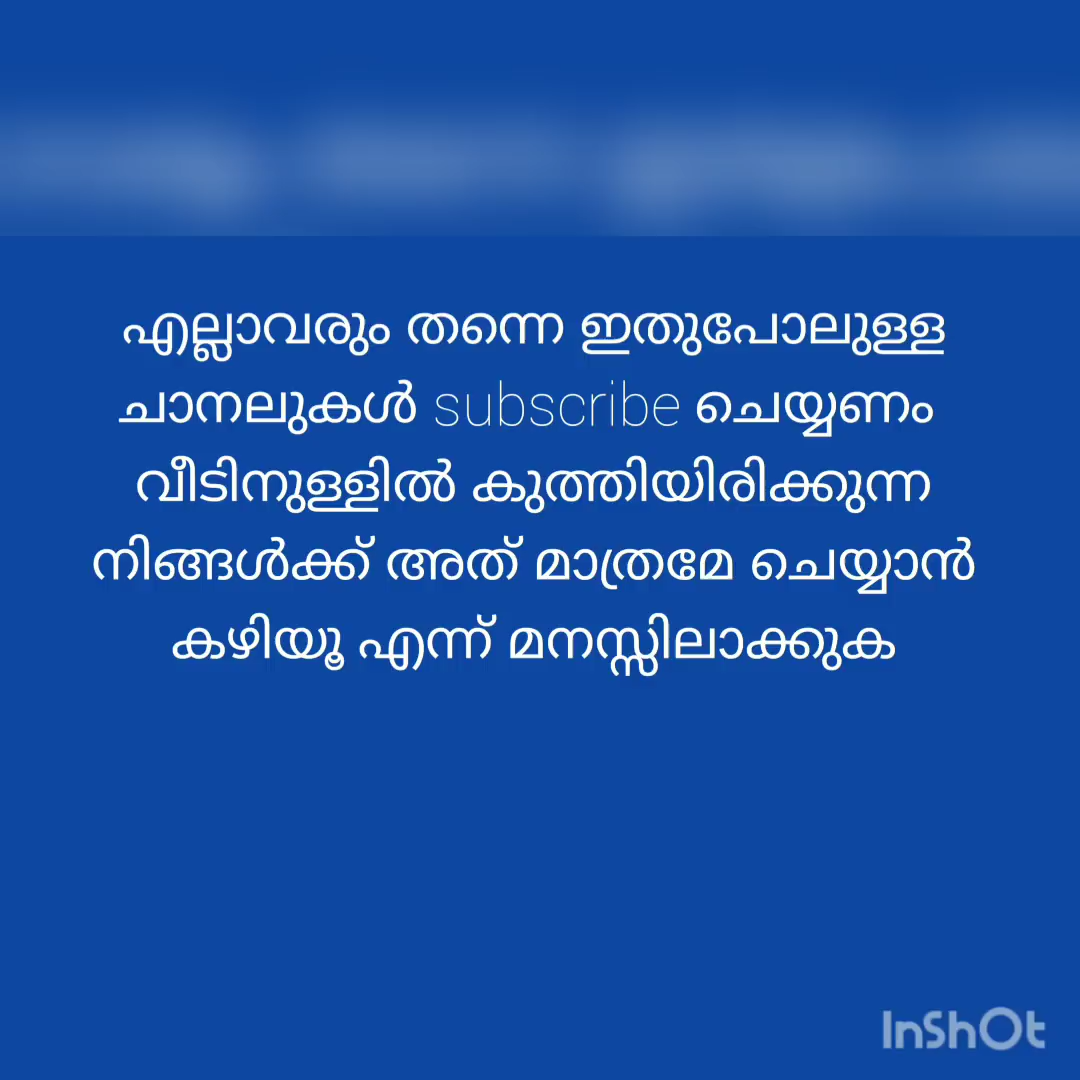 എല്ലാവരും തന്നെ ഇതുപോലുള്ള
ചാനലുകൾ subscribe ചെയ്യണം
വീടിനുള്ളിൽ കുത്തിയിരിക്കുന്ന
നിങ്ങൾക്ക് അത് മാത്രമേ ചെയ്യാൻ
കഴിയൂ എന്ന് മനസ്സിലാക്കുക
InShOt